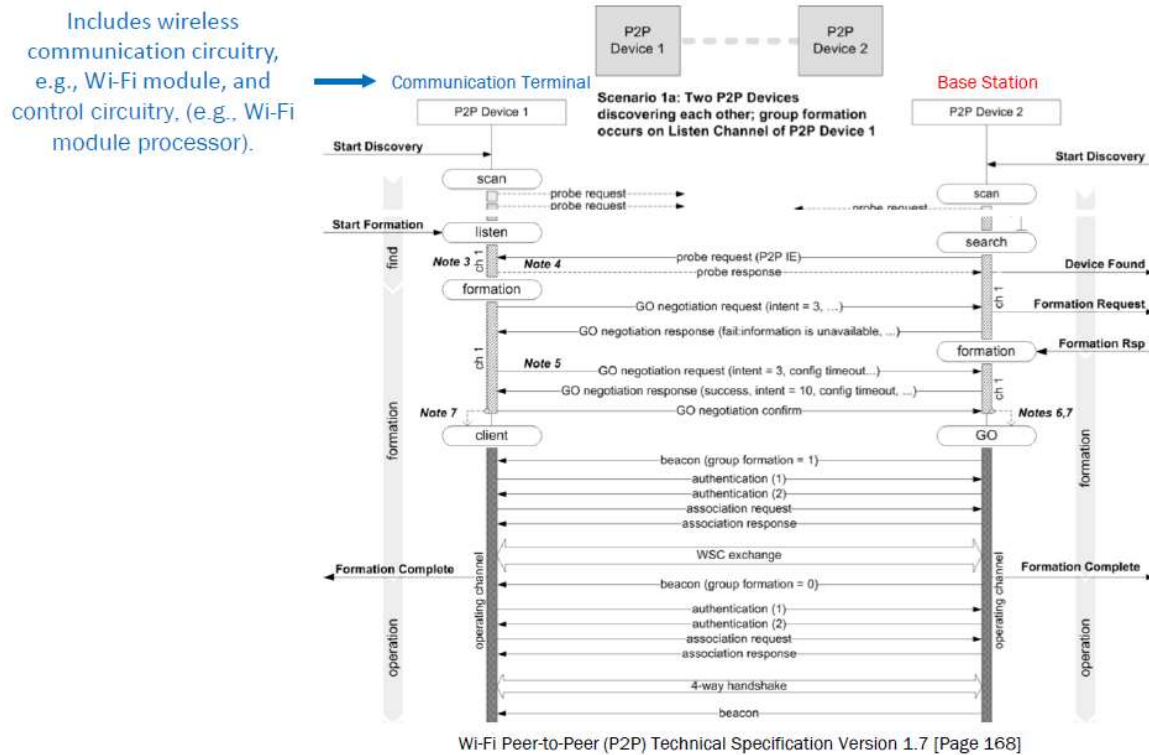 Includes wireless
communication circuitry,
e.g., Wi-Fi module, and
control circuitry, (e.g., Wi-Fi
module processor).
P2P
Device 1
P2P
Device 2
Communication Terminal
Base Station
Scenario 1a: Two P2P Devices
discovering each other; group formation
occurs on Listen Channel of P2P Device 1
P2P Device 1
P2P Device 2
Start Discovery
Start Discovery
scan
scan
probe request
probe request
probe request
Start Formation
listen
search
find
Note 3
ch 1
Note 4
probe request (P2P IE)
probe response
Device Found
formation
ch 1
GO negotiation request (intent = 3, ...)
Formation Request
GO negotiation response (fail:information is unavailable, ...)
formation
Formation Rsp
ch 1
Note 5
GO negotiation request (intent = 3, config timeout...)
GO negotiation response (success, intent = 10, config timeout, ...)
ch 1
Note 7
GO negotiation confirm
Notes 6,7
client
GO
formation
formation
beacon (group formation = 1)
authentication (1)
authentication (2)
association request
association response
WSC exchange
Formation Complete
Formation Complete
operating channel
operating channel
beacon (group formation = 0)
authentication (1)
authentication (2)
association request
association response
operation
operation
4-way handshake
beacon
Wi-Fi Peer-to-Peer (P2P) Technical Specification Version 1.7 [Page 168]